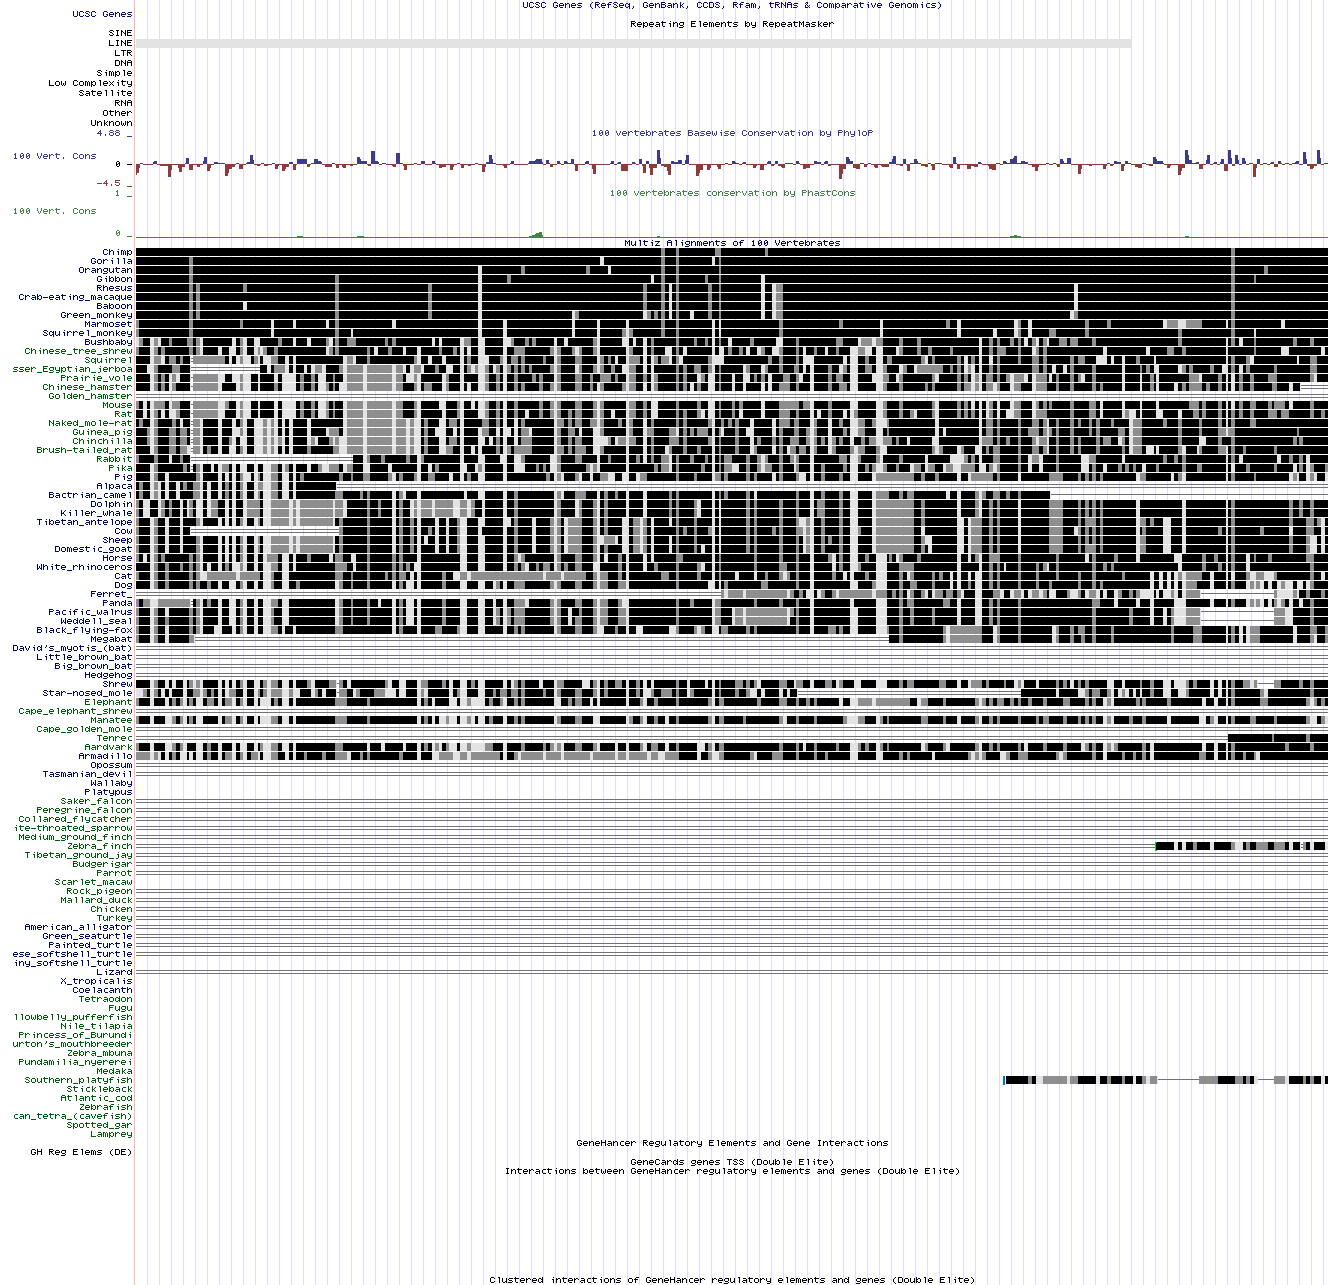 UCSC Genes (RefSeq, GenBank, CCDS, Rfam, tRNAs & Comparative Genomics)
UCSC Genes
Repeating Elements by RepeatMasker
SINE
LINE
LTR
DNA
Simple
Low Complexity
Satellite
RNA
Other
Unknown
4.88 _
100 vertebrates Basewise Conservation by PhyloP
100 Vert. Cons
0 _
-4.5 _
1 _
100 vertebrates conservation by PhastCons
100 Vert. Cons
0 _
Multiz Alignments of 100 Vertebrates
Chimp
Gorilla
Orangutan
Gibbon
Rhesus
Crab-eating_macaque
Baboon
Green_monkey
Marmoset
Squirrel_monkey
Bushbaby
Chinese_tree_shrew
Squirrel
sser_Egyptian_jerboa
Prairie_vole
Chinese_hamster
Golden_hamster
Mouse
Rat
Naked_mole-rat
Guinea_pig
Chinchilla
Brush-tailed_rat
Rabbit
Pika
Pig
Alpaca
Bactrian_camel
Dolphin
Killer_whale
Tibetan_antelope
Cow
Sheep
Domestic_goat
Horse
White_rhinoceros
Cat
Dog
Ferret_
Panda
Pacific_walrus
Weddell_seal
Black_flying-fox
Megabat
David's_myotis_(bat)
Little_brown_bat
Big_brown_bat
Hedgehog
Shrew
Star-nosed_mole
Elephant
Cape_elephant_shrew
Manatee
Cape_golden_mole
Tenrec
Aardvark
Armadillo
Opossum
Tasmanian_devil
Wallaby
Platypus
Saker_falcon
Peregrine_falcon
Collared_flycatcher
ite-throated_sparrow
Medium_ground_finch
Zebra_finch
Tibetan_ground_jay
Budgerigar
Parrot
Scarlet_macaw
Rock_pigeon
Mallard_duck
Chicken
Turkey
American_alligator
Green_seaturtle
Painted_turtle
ese_softshell_turtle
iny_softshell_turtle
Lizard
X_tropicalis
Coelacanth
Tetraodon
Fugu
llowbelly_pufferfish
Nile_tilapia
Princess_of_Burundi
urton's_mouthbreeder
Zebra_mbuna
Pundamilia_nyererei
Medaka
Southern_platyfish
Stickleback
Atlantic_cod
Zebrafish
can_tetra_(cavefish)
Spotted_gar
Lamprey
GeneHancer Regulatory Elements and Gene Interactions
GH Reg Elems (DE)
GeneCards genes TSS (Double Elite)
Interactions between GeneHancer regulatory elements and genes (Double Elite)
Clustered interactions of GeneHancer regulatory elements and genes (Double Elite)